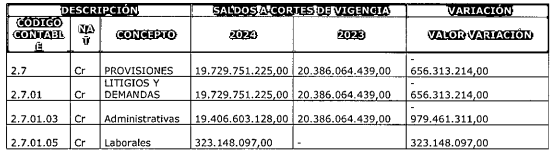 DESCRIPCIÓN SALDOS A CORTES DE VIGENCIA VARIACIÓN
CÓDIGO CONTABLE NAT CONCEPTO 2024 2023 VALOR VARIACIÓN
2.7 Cr PROVISIONES 19.729.751.225,00 20.386.064.439,00 - 656.313.214,00
2.7.01 Cr LITIGIOS Y DEMANDAS 19.729.751.225,00 20.386.064.439,00 - 656.313.214,00
2.7.01.03 Cr Administrativas 19.406.603.128,00 20.386.064.439,00 - 979.461.311,00
2.7.01.05 Cr Laborales 323.148.097,00 - 323.148.097,00